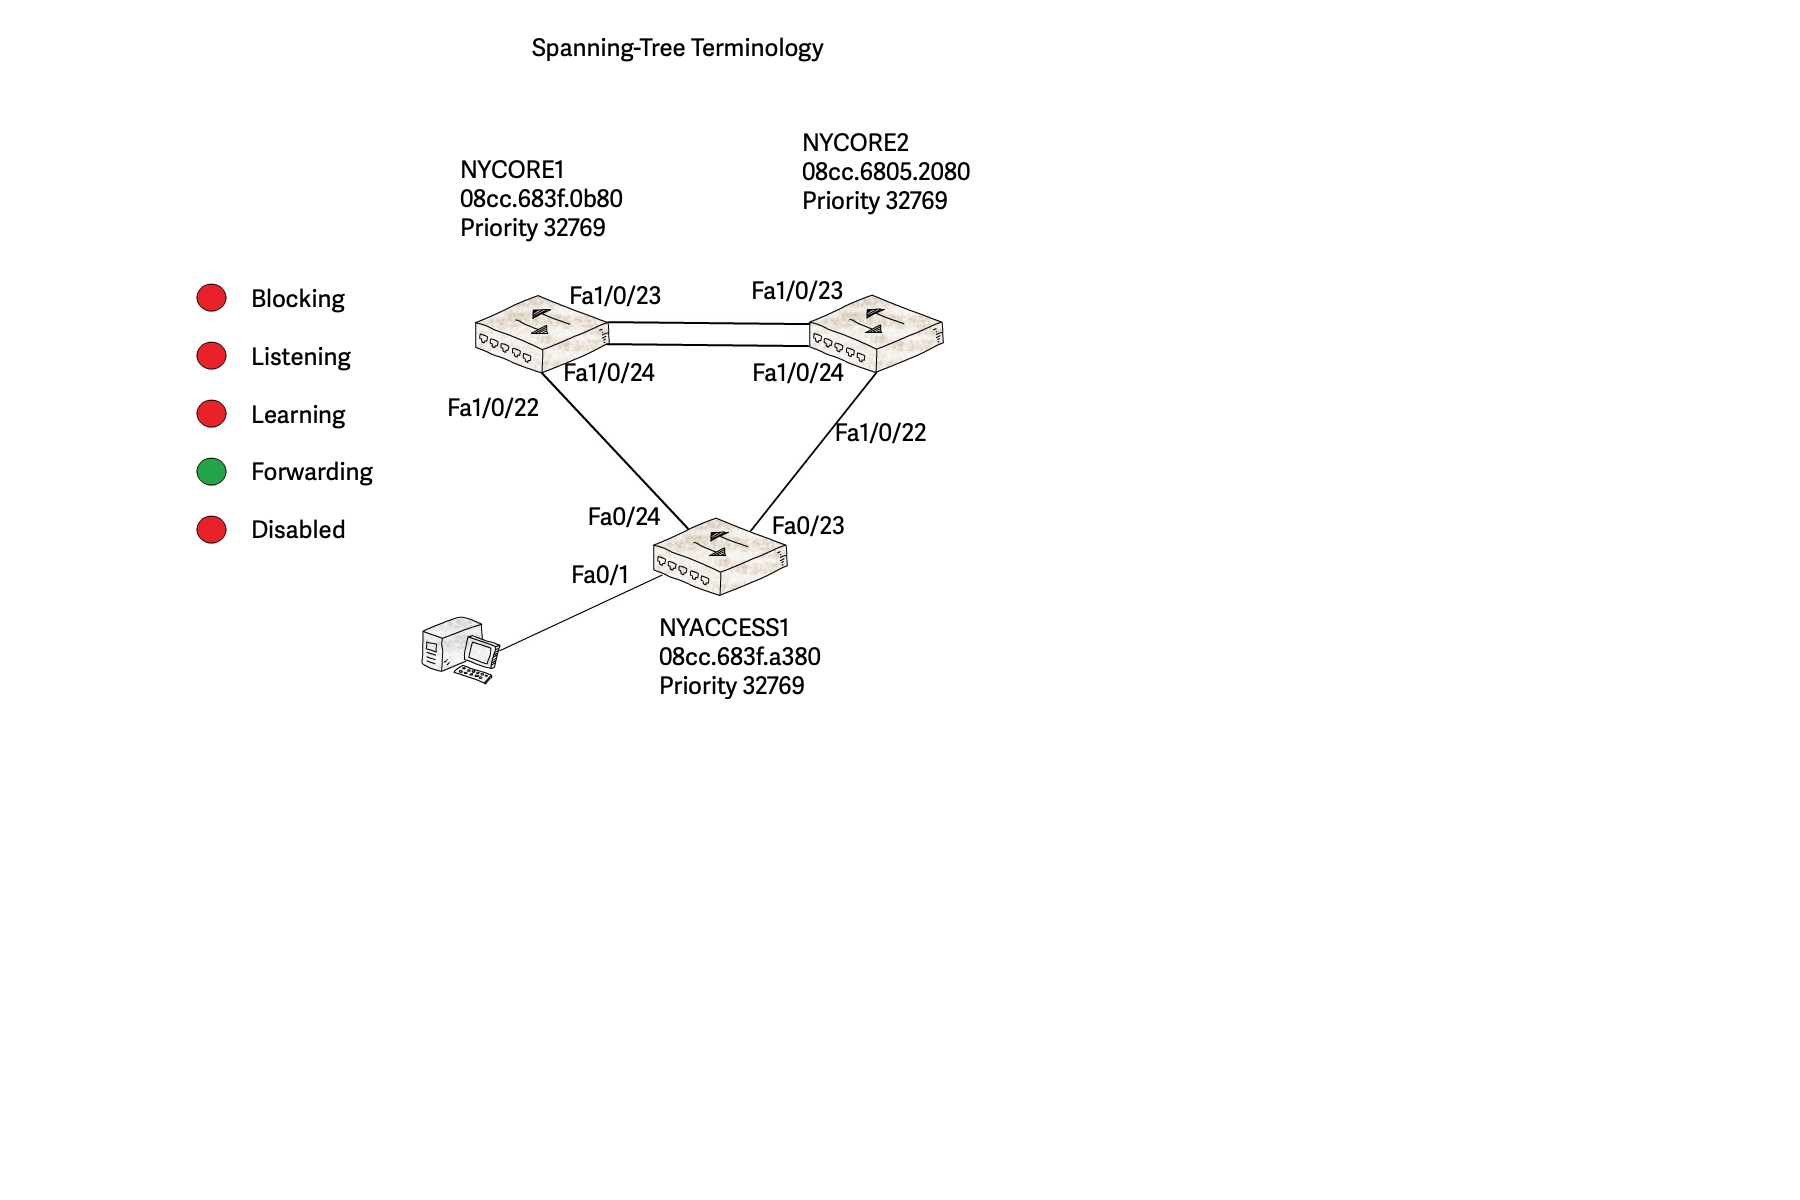 Spanning-Tree Terminology
NYCORE1
08cc.683f.0b80
Priority 32769
NYCORE2
08cc.6805.2080
Priority 32769
Blocking
Listening
Learning
Forwarding
Disabled
Fa1/0/23
Fa1/0/23
Fa1/0/24
Fa1/0/24
Fa1/0/22
Fa1/0/22
Fa0/24
Fa0/23
Fa0/1
NYACCESS1
08cc.683f.a380
Priority 32769